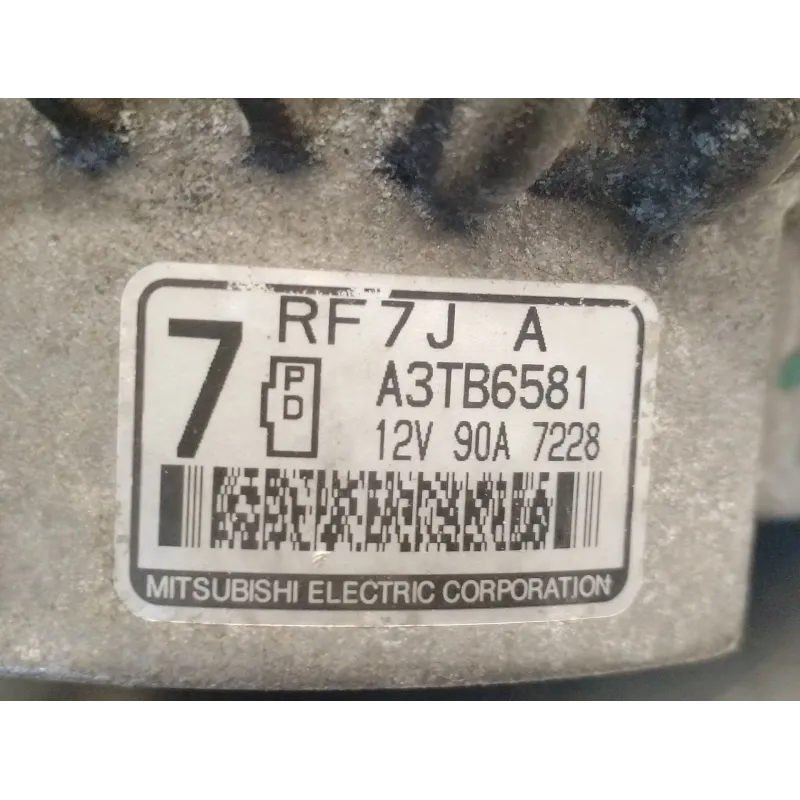 RF7J A
7
P
D
A3TB6581
12V 90A 7228
MITSUBISHI ELECTRIC CORPORATION